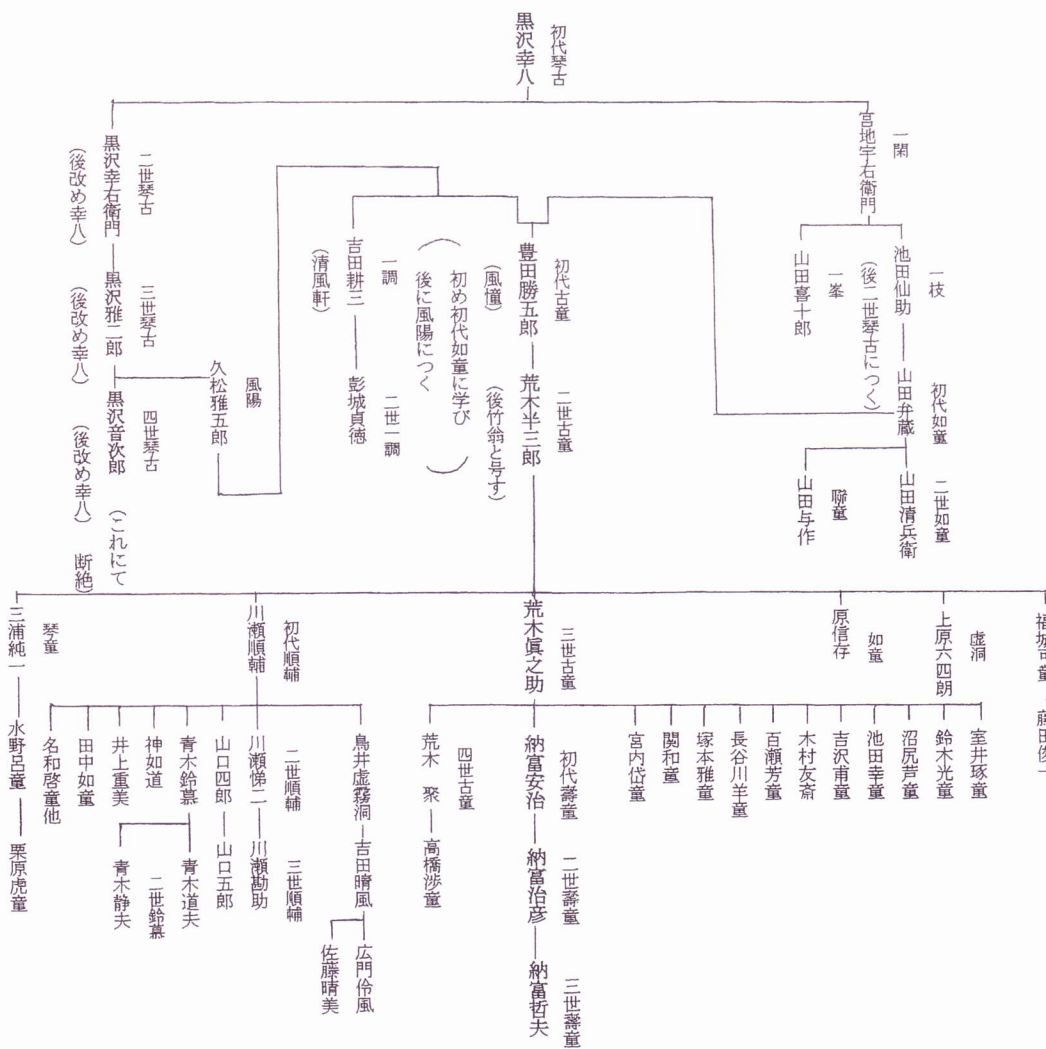 初代琴古
黒沢幸八
一閑
宮地宇右衛門
一枝
池田仙助
(後二世琴古につく)
一峯
山田喜十郎
初代如童
山田弁蔵
二世如童
山田清兵衛
聯童
山田与作
二世琴古
黒沢幸右衛門
(後改め幸八)
三世琴古
黒沢雅二郎
(後改め幸八)
四世琴古
黒沢音次郎
(後改め幸八)
(これにて
断絶)
風陽
久松雅五郎
初代古童
豊田勝五郎
(風憧)
(初め初代如童に学び
後に風陽につく)
一調
吉田耕三
(清風軒)
二世一調
彭城貞徳
二世古童
荒木半三郎
(後竹翁と号す)
福城可童
藤田俊一
虚洞
上原六四朗
如童
原信存
三世古童
荒木眞之助
初代順輔
川瀬順輔
琴童
三浦純一
水野呂童
栗原虎童
室井琢童
鈴木光童
沼尻芦童
池田幸童
吉沢甫童
木村友斎
百瀬芳童
長谷川羊童
塚本雅童
関和童
宮内岱童
初代壽童
納富安治
二世壽童
納富治彦
三世壽童
納富哲夫
四世古童
荒木 聚
高橋渉童
鳥井虚霧洞
吉田晴風
広門伶風
佐藤晴美
二世順輔
川瀬悌二
三世順輔
川瀬勘助
山口四郎
山口五郎
青木鈴慕
青木道夫
二世鈴慕
青木静夫
神如道
井上重美
田中如童
名和啓童他